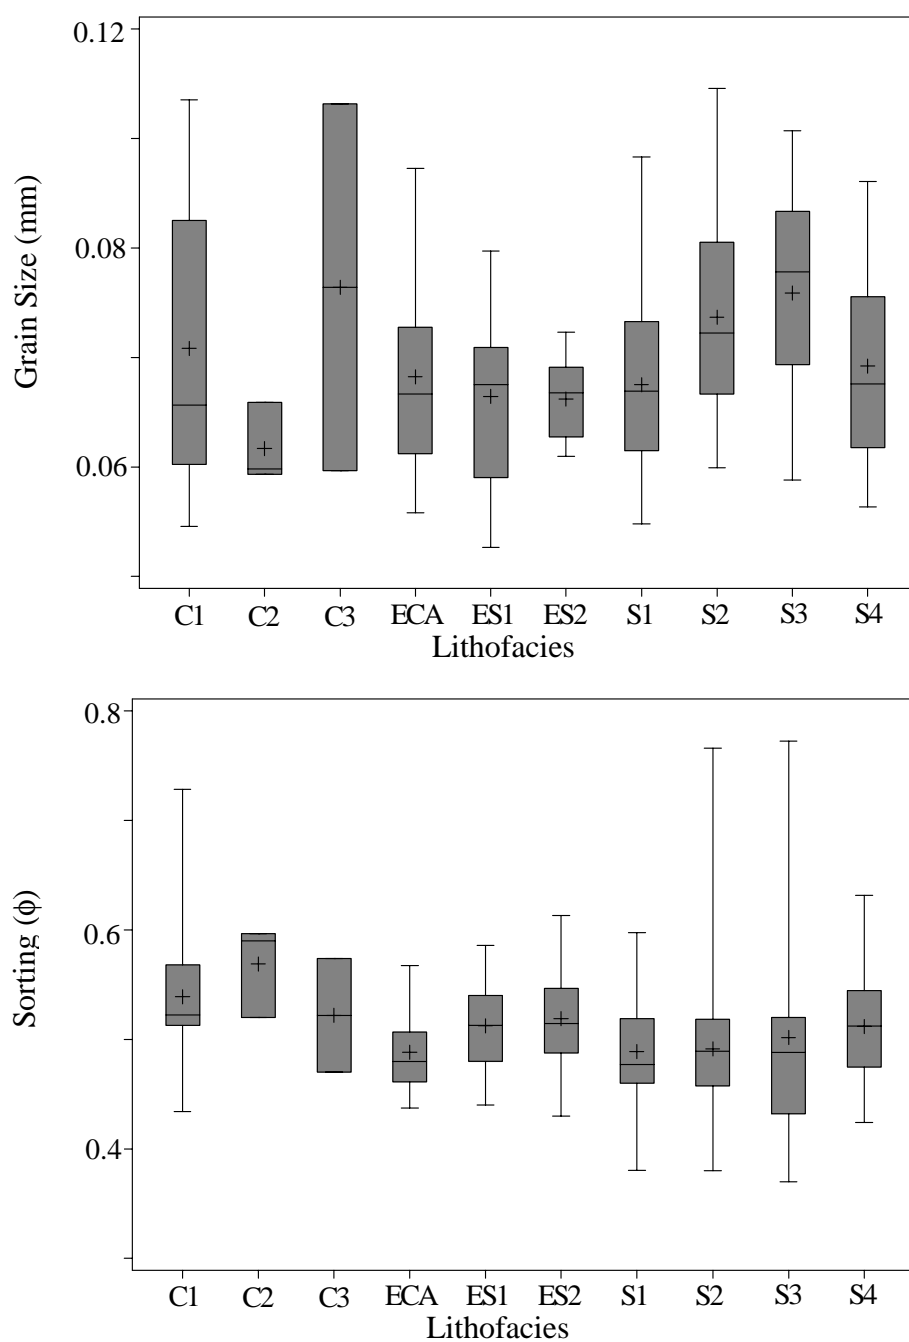 0.12
0.08
0.06
Grain Size (mm)
C1 C2 C3 ECA ES1 ES2 S1 S2 S3 S4
Lithofacies
0.8
0.6
0.4
Sorting (ϕ)
C1 C2 C3 ECA ES1 ES2 S1 S2 S3 S4
Lithofacies